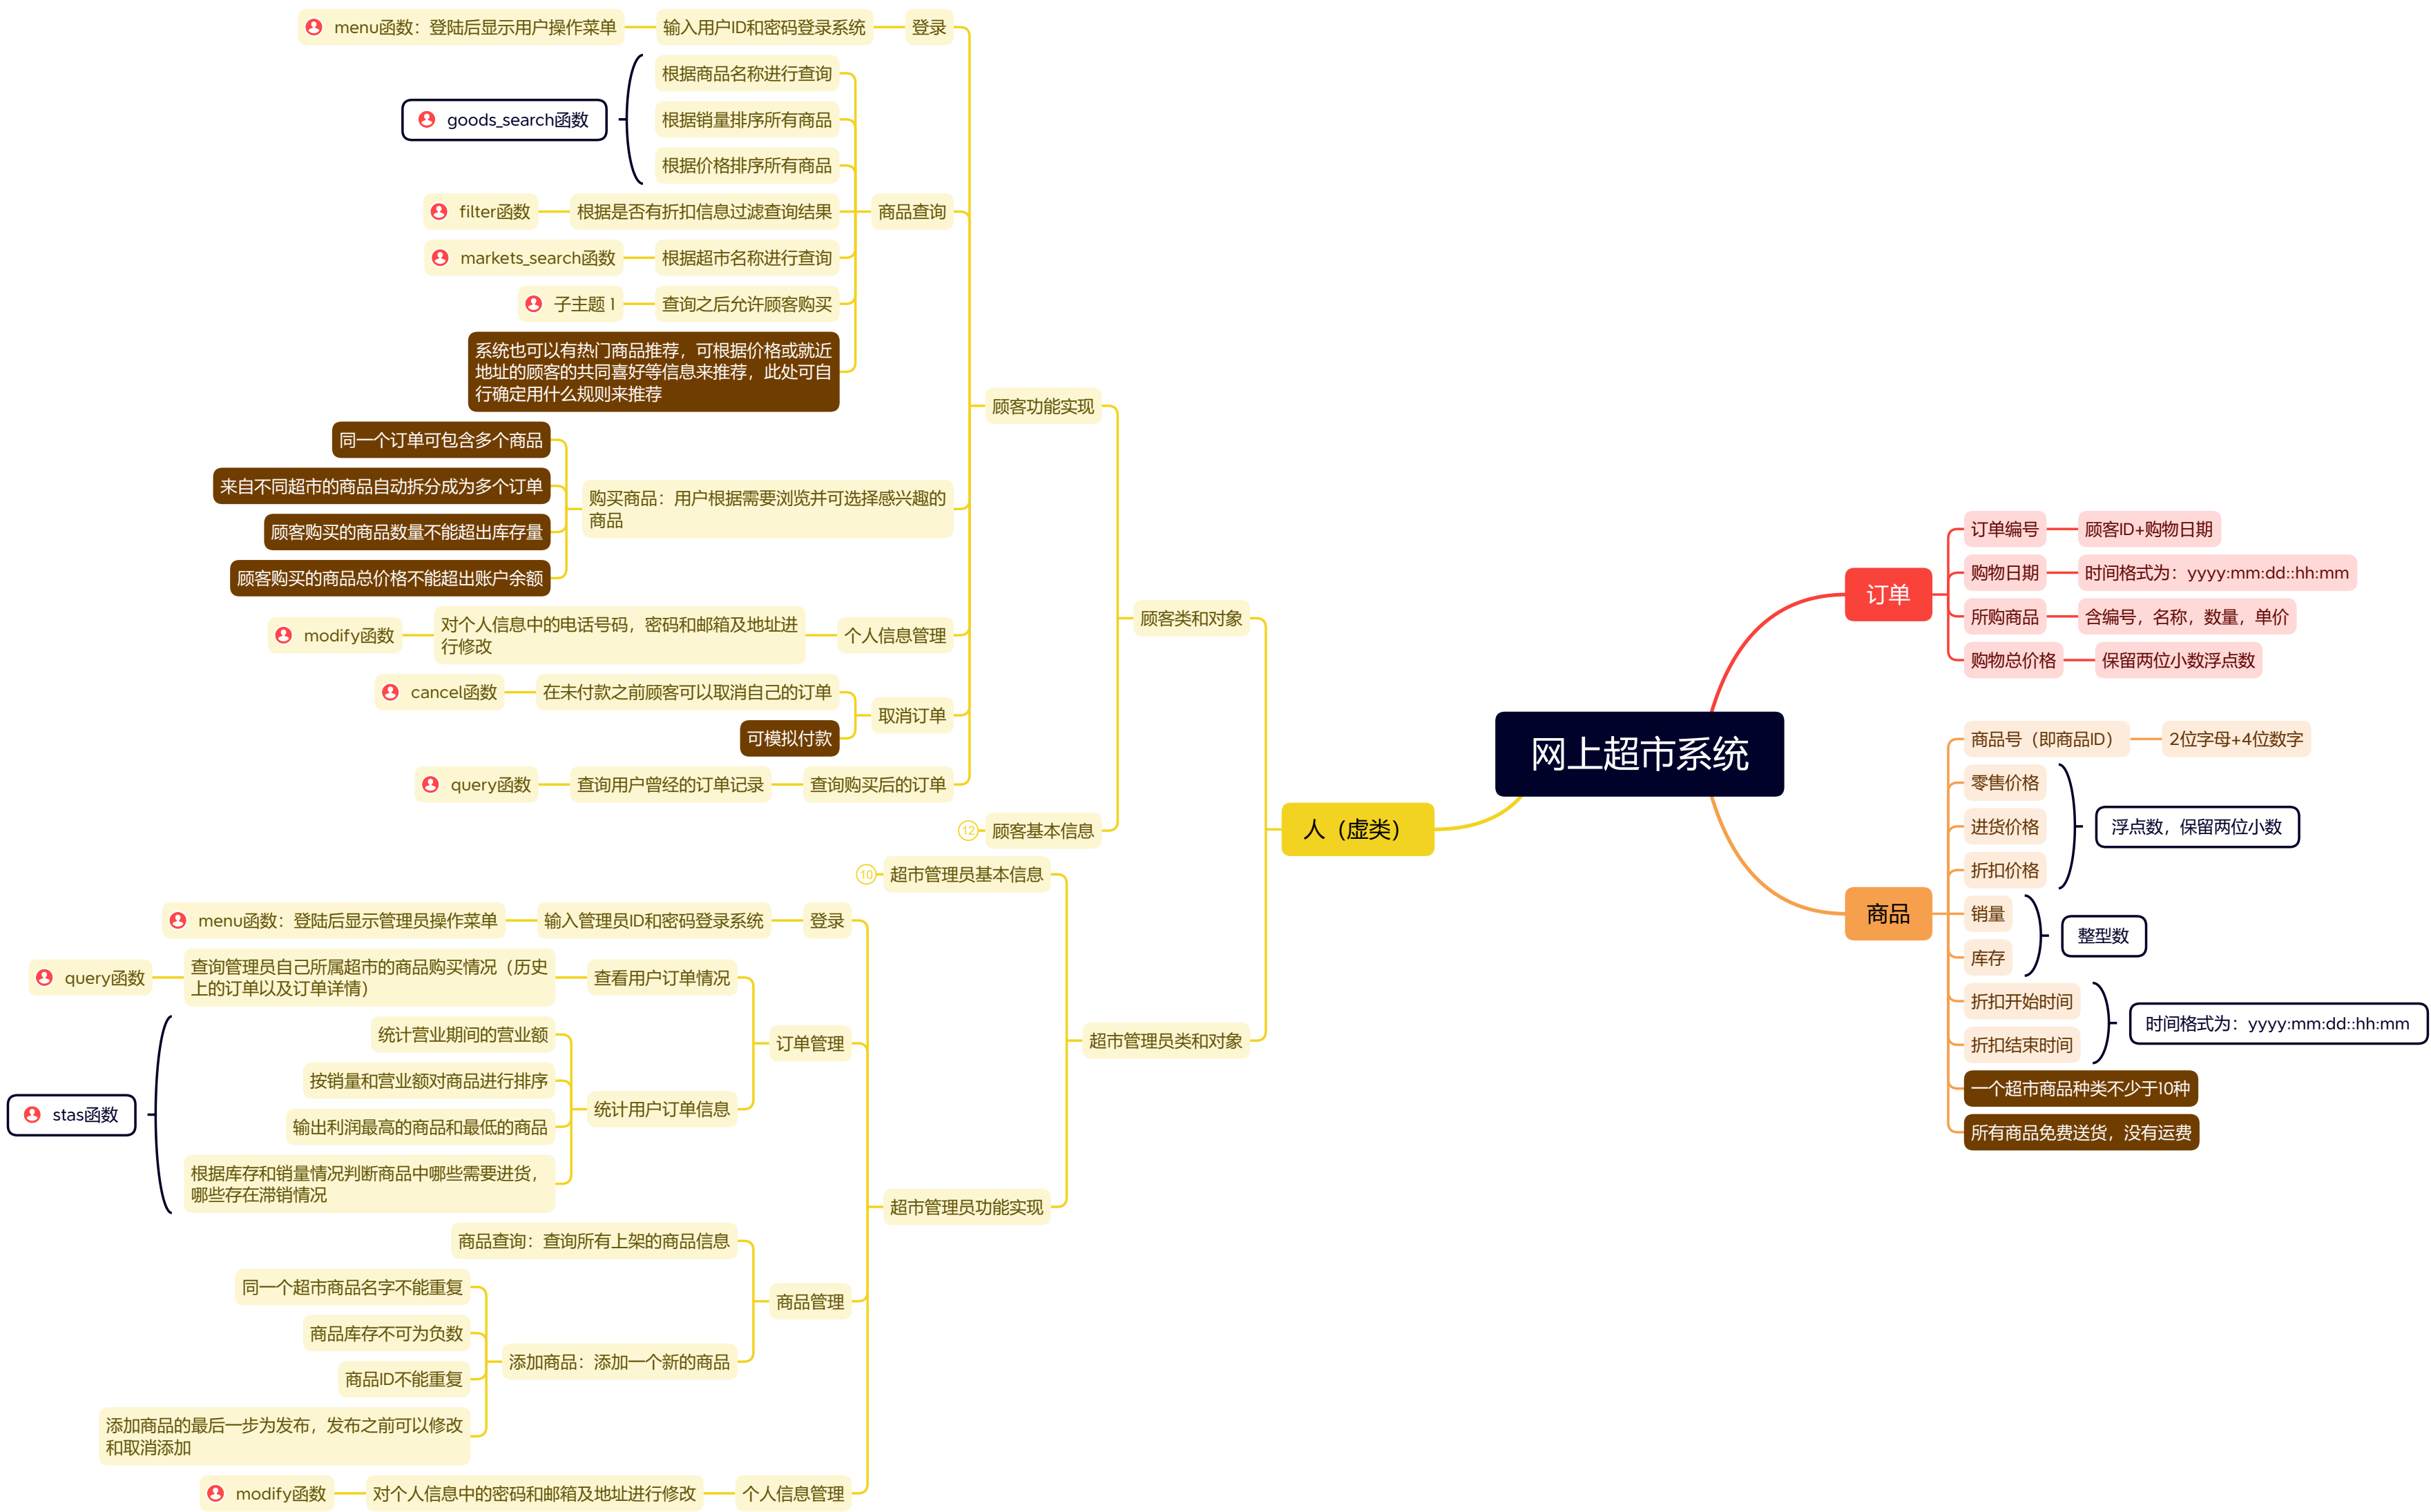 网上超市系统
订单
订单编号
顾客ID+购物日期
购物日期
时间格式为：yyyy:mm:dd::hh:mm
所购商品
含编号，名称，数量，单价
购物总价格
保留两位小数浮点数
商品
商品号（即商品ID）
2位字母+4位数字
零售价格
进货价格
折扣价格
浮点数，保留两位小数
销量
库存
整型数
折扣开始时间
折扣结束时间
时间格式为：yyyy:mm:dd::hh:mm
一个超市商品种类不少于10种
所有商品免费送货，没有运费
人（虚类）
顾客类和对象
顾客功能实现
登录
输入用户ID和密码登录系统
menu函数：登陆后显示用户操作菜单
商品查询
根据商品名称进行查询
根据销量排序所有商品
根据价格排序所有商品
goods_search函数
根据是否有折扣信息过滤查询结果
filter函数
根据超市名称进行查询
markets_search函数
查询之后允许顾客购买
子主题 1
系统也可以有热门商品推荐，可根据价格或就近
地址的顾客的共同喜好等信息来推荐，此处可自
行确定用什么规则来推荐
购买商品：用户根据需要浏览并可选择感兴趣的
商品
同一个订单可包含多个商品
来自不同超市的商品自动拆分成为多个订单
顾客购买的商品数量不能超出库存量
顾客购买的商品总价格不能超出账户余额
个人信息管理
对个人信息中的电话号码，密码和邮箱及地址进
行修改
modify函数
取消订单
在未付款之前顾客可以取消自己的订单
cancel函数
可模拟付款
查询购买后的订单
查询用户曾经的订单记录
query函数
顾客基本信息
12
超市管理员类和对象
超市管理员基本信息
10
超市管理员功能实现
登录
输入管理员ID和密码登录系统
menu函数：登陆后显示管理员操作菜单
订单管理
查看用户订单情况
查询管理员自己所属超市的商品购买情况（历史
上的订单以及订单详情）
query函数
统计用户订单信息
统计营业期间的营业额
按销量和营业额对商品进行排序
输出利润最高的商品和最低的商品
根据库存和销量情况判断商品中哪些需要进货，
哪些存在滞销情况
stas函数
商品管理
商品查询：查询所有上架的商品信息
添加商品：添加一个新的商品
同一个超市商品名字不能重复
商品库存不可为负数
商品ID不能重复
添加商品的最后一步为发布，发布之前可以修改
和取消添加
个人信息管理
对个人信息中的密码和邮箱及地址进行修改
modify函数